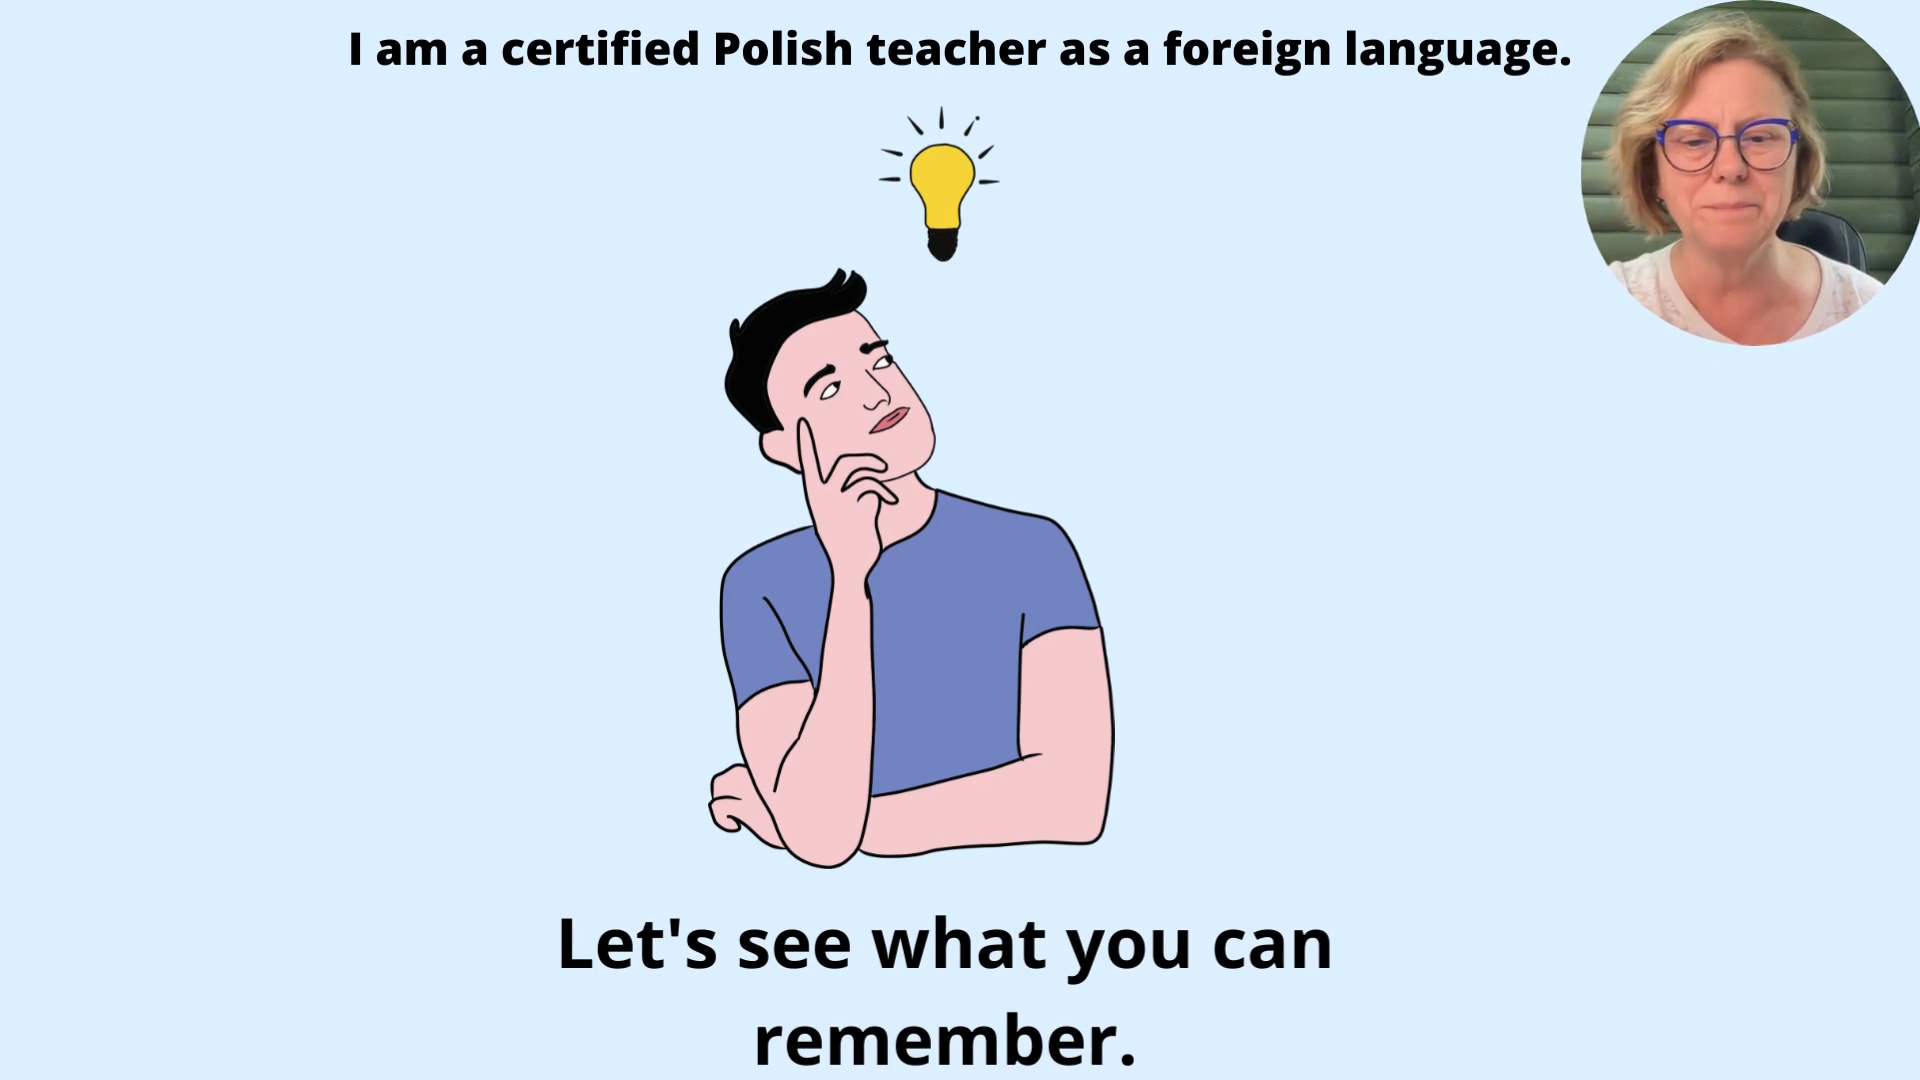 I am a certified Polish teacher as a foreign language.
Let's see what you can
remember.